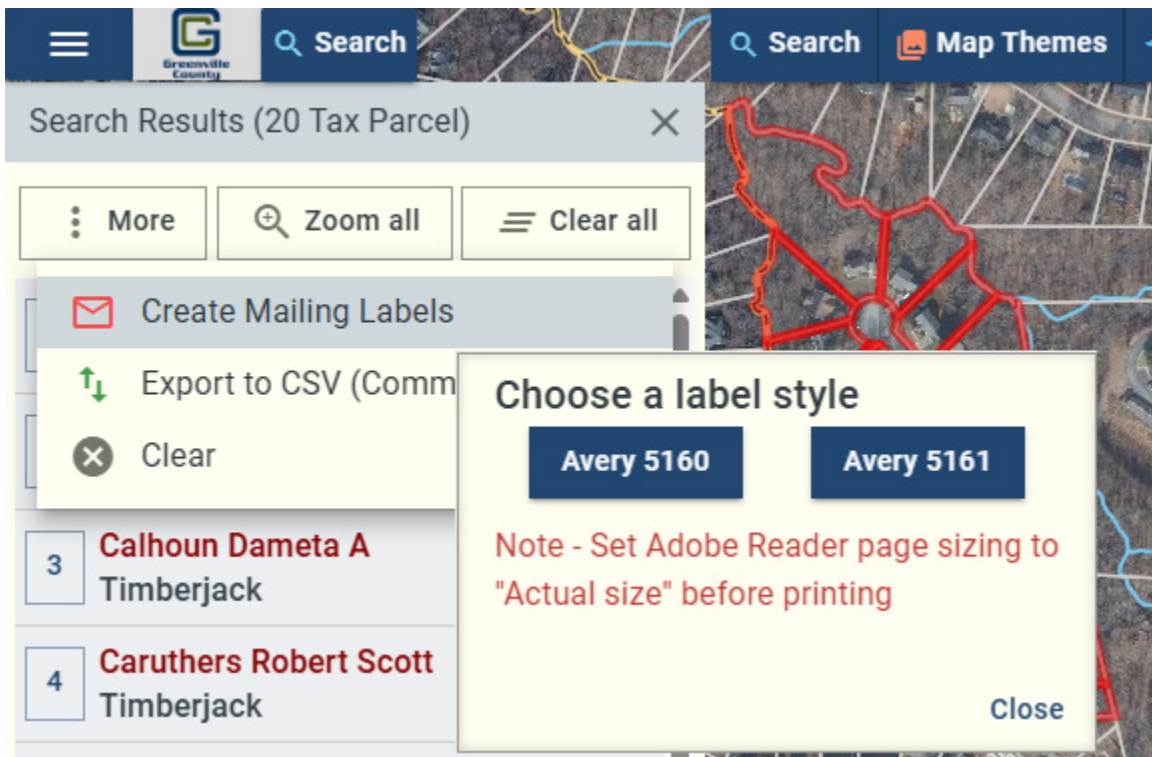 Greenville
County
Search
Search
Map Themes
Search Results (20 Tax Parcel)
More
Zoom all
Clear all
Create Mailing Labels
Export to CSV (Comm
Clear
Choose a label style
Avery 5160
Avery 5161
Note - Set Adobe Reader page sizing to
"Actual size" before printing
Close
3
Calhoun Dameta A
Timberjack
4
Caruthers Robert Scott
Timberjack